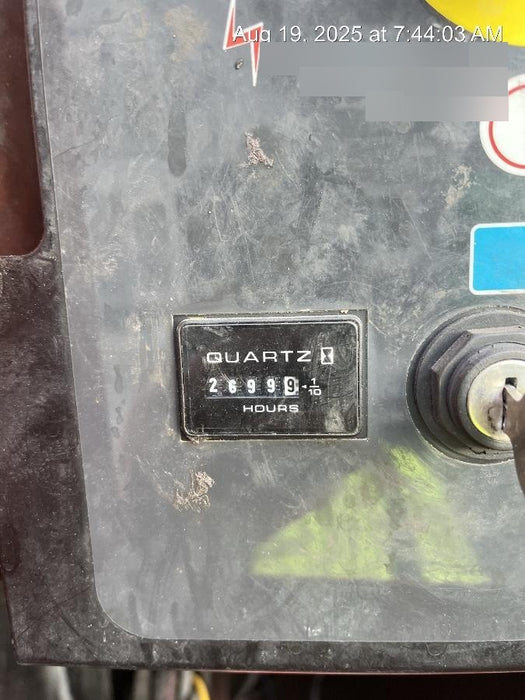 Aug 19, 2025 at 7:44:03 AM
QUARTZ
26999 1/10
HOURS